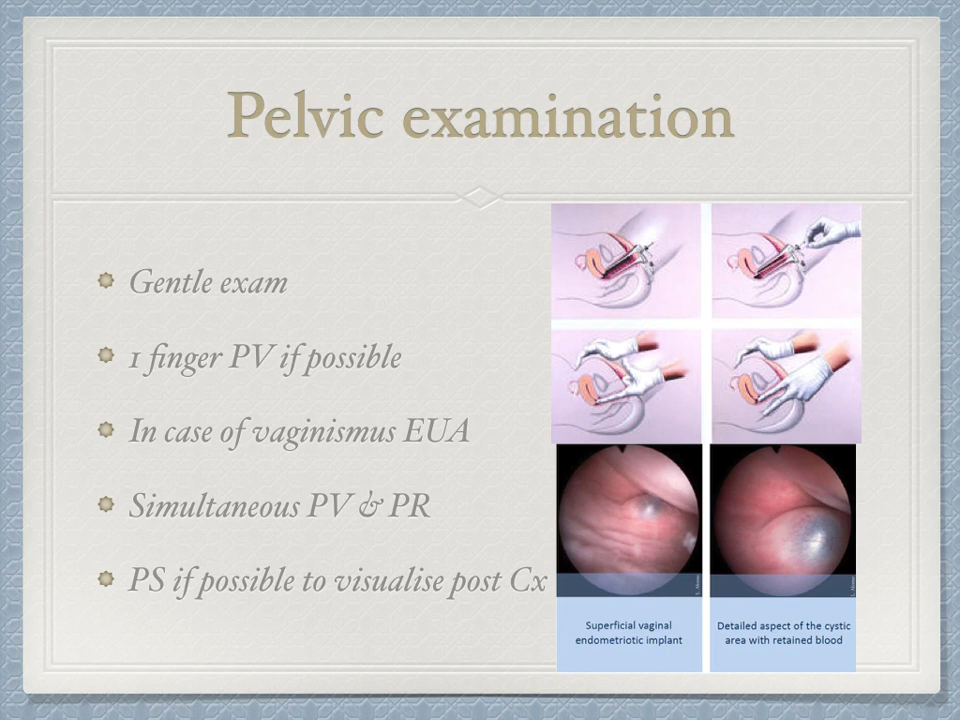 Pelvic examination
Gentle exam
1 finger PV if possible
In case of vaginismus EUA
Simultaneous PV & PR
PS if possible to visualise post Cx
Superficial vaginal
endometriotic implant
Detailed aspect of the cystic
area with retained blood